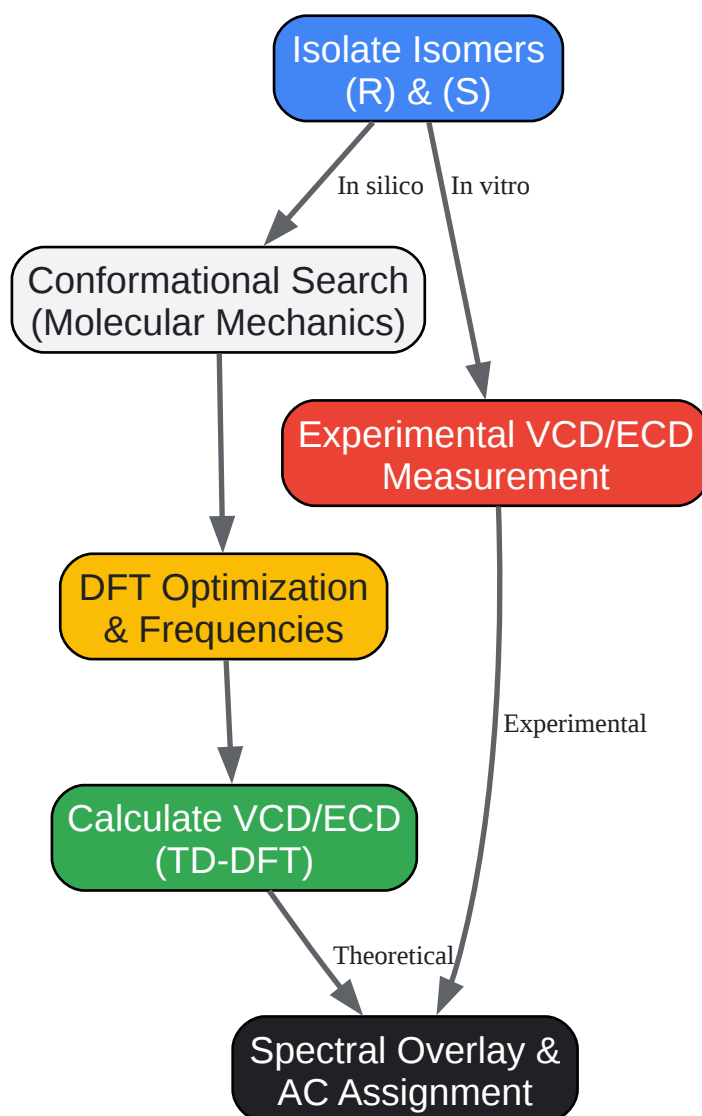 Isolate Isomers
(R) & (S)
In silico
In vitro
Conformational Search
(Molecular Mechanics)
Experimental VCD/ECD
Measurement
DFT Optimization
& Frequencies
Experimental
Calculate VCD/ECD
(TD-DFT)
Theoretical
Spectral Overlay &
AC Assignment